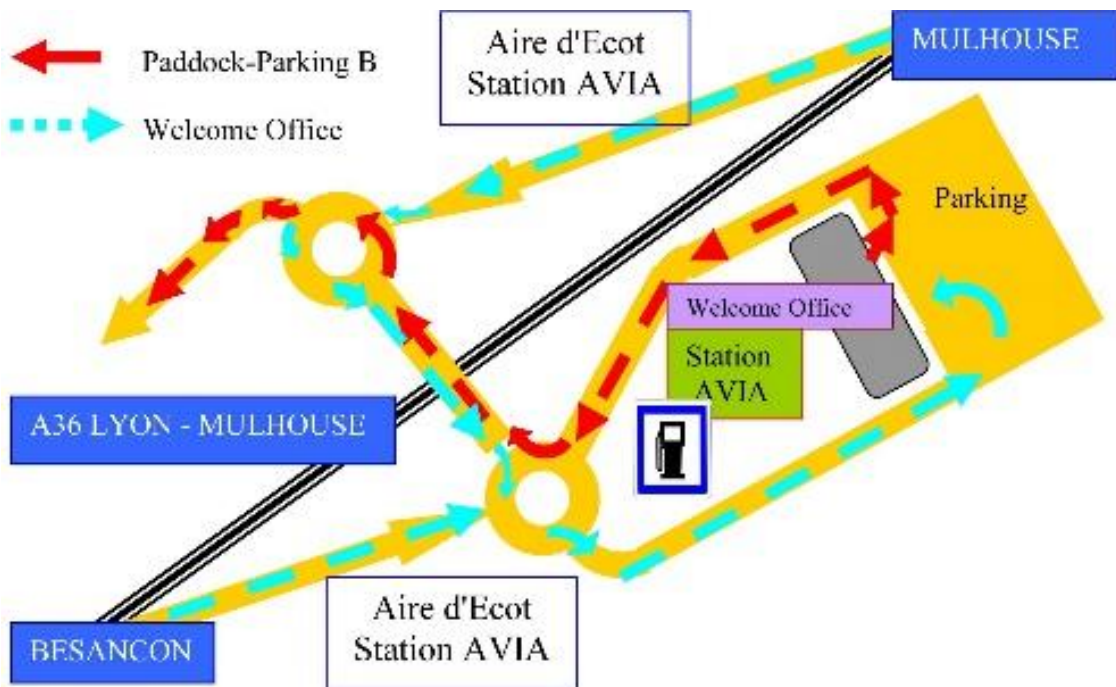 Paddock-Parking B
Welcome Office
Aire d'Ecot
Station AVIA
MULHOUSE
Parking
Welcome Office
Station
AVIA
A36 LYON - MULHOUSE
BESANCON
Aire d'Ecot
Station AVIA